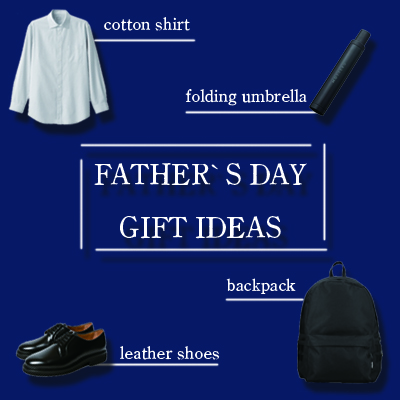 cotton shirt
folding umbrella
FATHER`S DAY
GIFT IDEAS
backpack
leather shoes